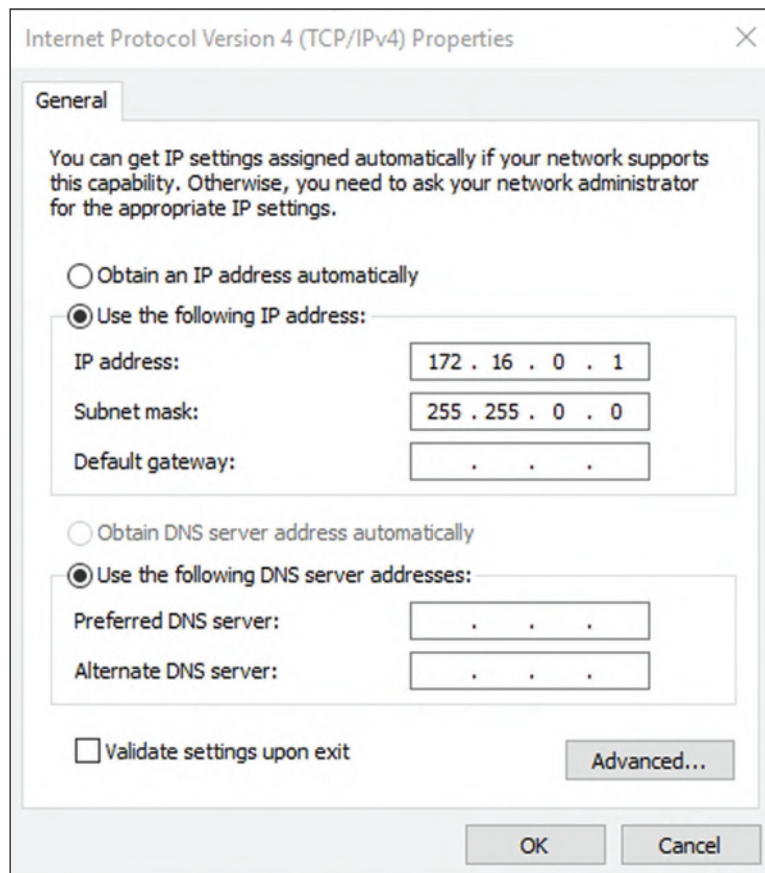 Internet Protocol Version 4 (TCP/IPv4) Properties
General
You can get IP settings assigned automatically if your network supports
this capability. Otherwise, you need to ask your network administrator
for the appropriate IP settings.
Obtain an IP address automatically
Use the following IP address:
IP address: 172 . 16 . 0 . 1
Subnet mask: 255 . 255 . 0 . 0
Default gateway: . . .
Obtain DNS server address automatically
Use the following DNS server addresses:
Preferred DNS server: . . .
Alternate DNS server: . . .
Validate settings upon exit
Advanced...
OK Cancel